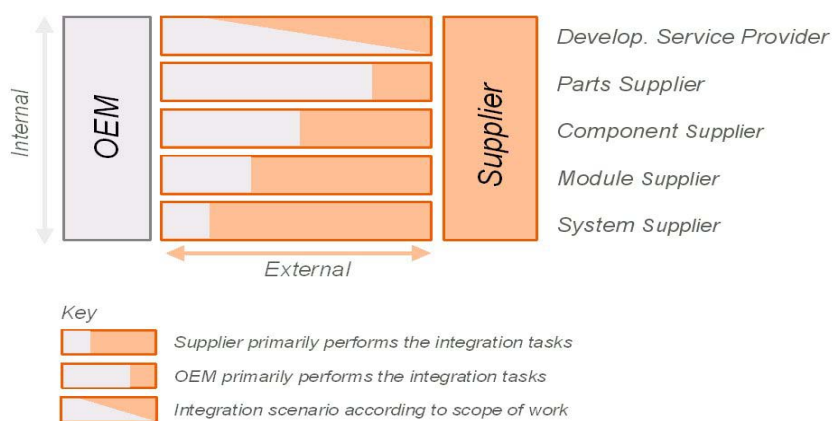 Internal
OEM
Supplier
Develop. Service Provider
Parts Supplier
Component Supplier
Module Supplier
System Supplier
External
Key
Supplier primarily performs the integration tasks
OEM primarily performs the integration tasks
Integration scenario according to scope of work